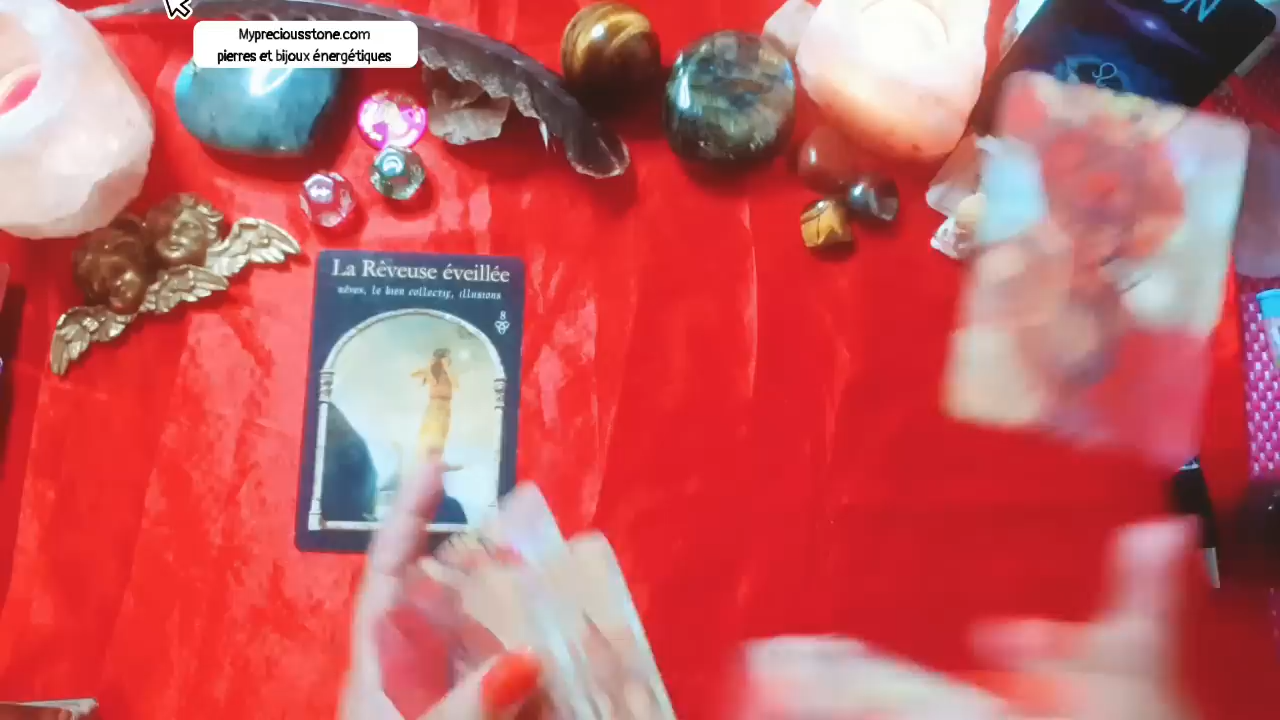 Mypreciousstone.com
pierres et bijoux énergétiques
La Rêveuse éveillée
rêves, le bien collectif, illusions
8